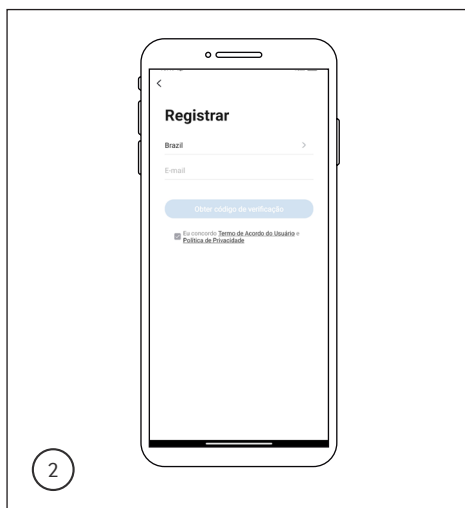 Registrar
Brazil
E-mail
Obter código de verificação
Eu concordo Termo de Acordo do Usuário e
Política de Privacidade
2